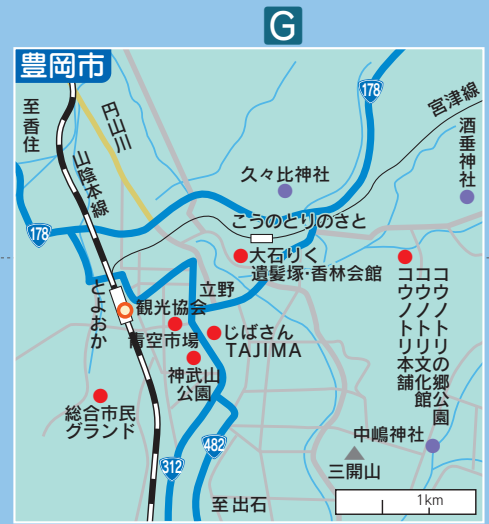 G
豊岡市
至香住
円山川
山陰本線
178
宮津線
酒垂神社
久々比神社
178
こうのとりのさと
大石りく
遺髪塚・香林会館
とよおか
立野
観光協会
青空市場
じばさん
TAJIMA
神武山
公園
コウノトリの郷公園
コウノトリ文化館
コウノトリ本舗
総合市民
グランド
中嶋神社
482
312
三開山
至出石
1km